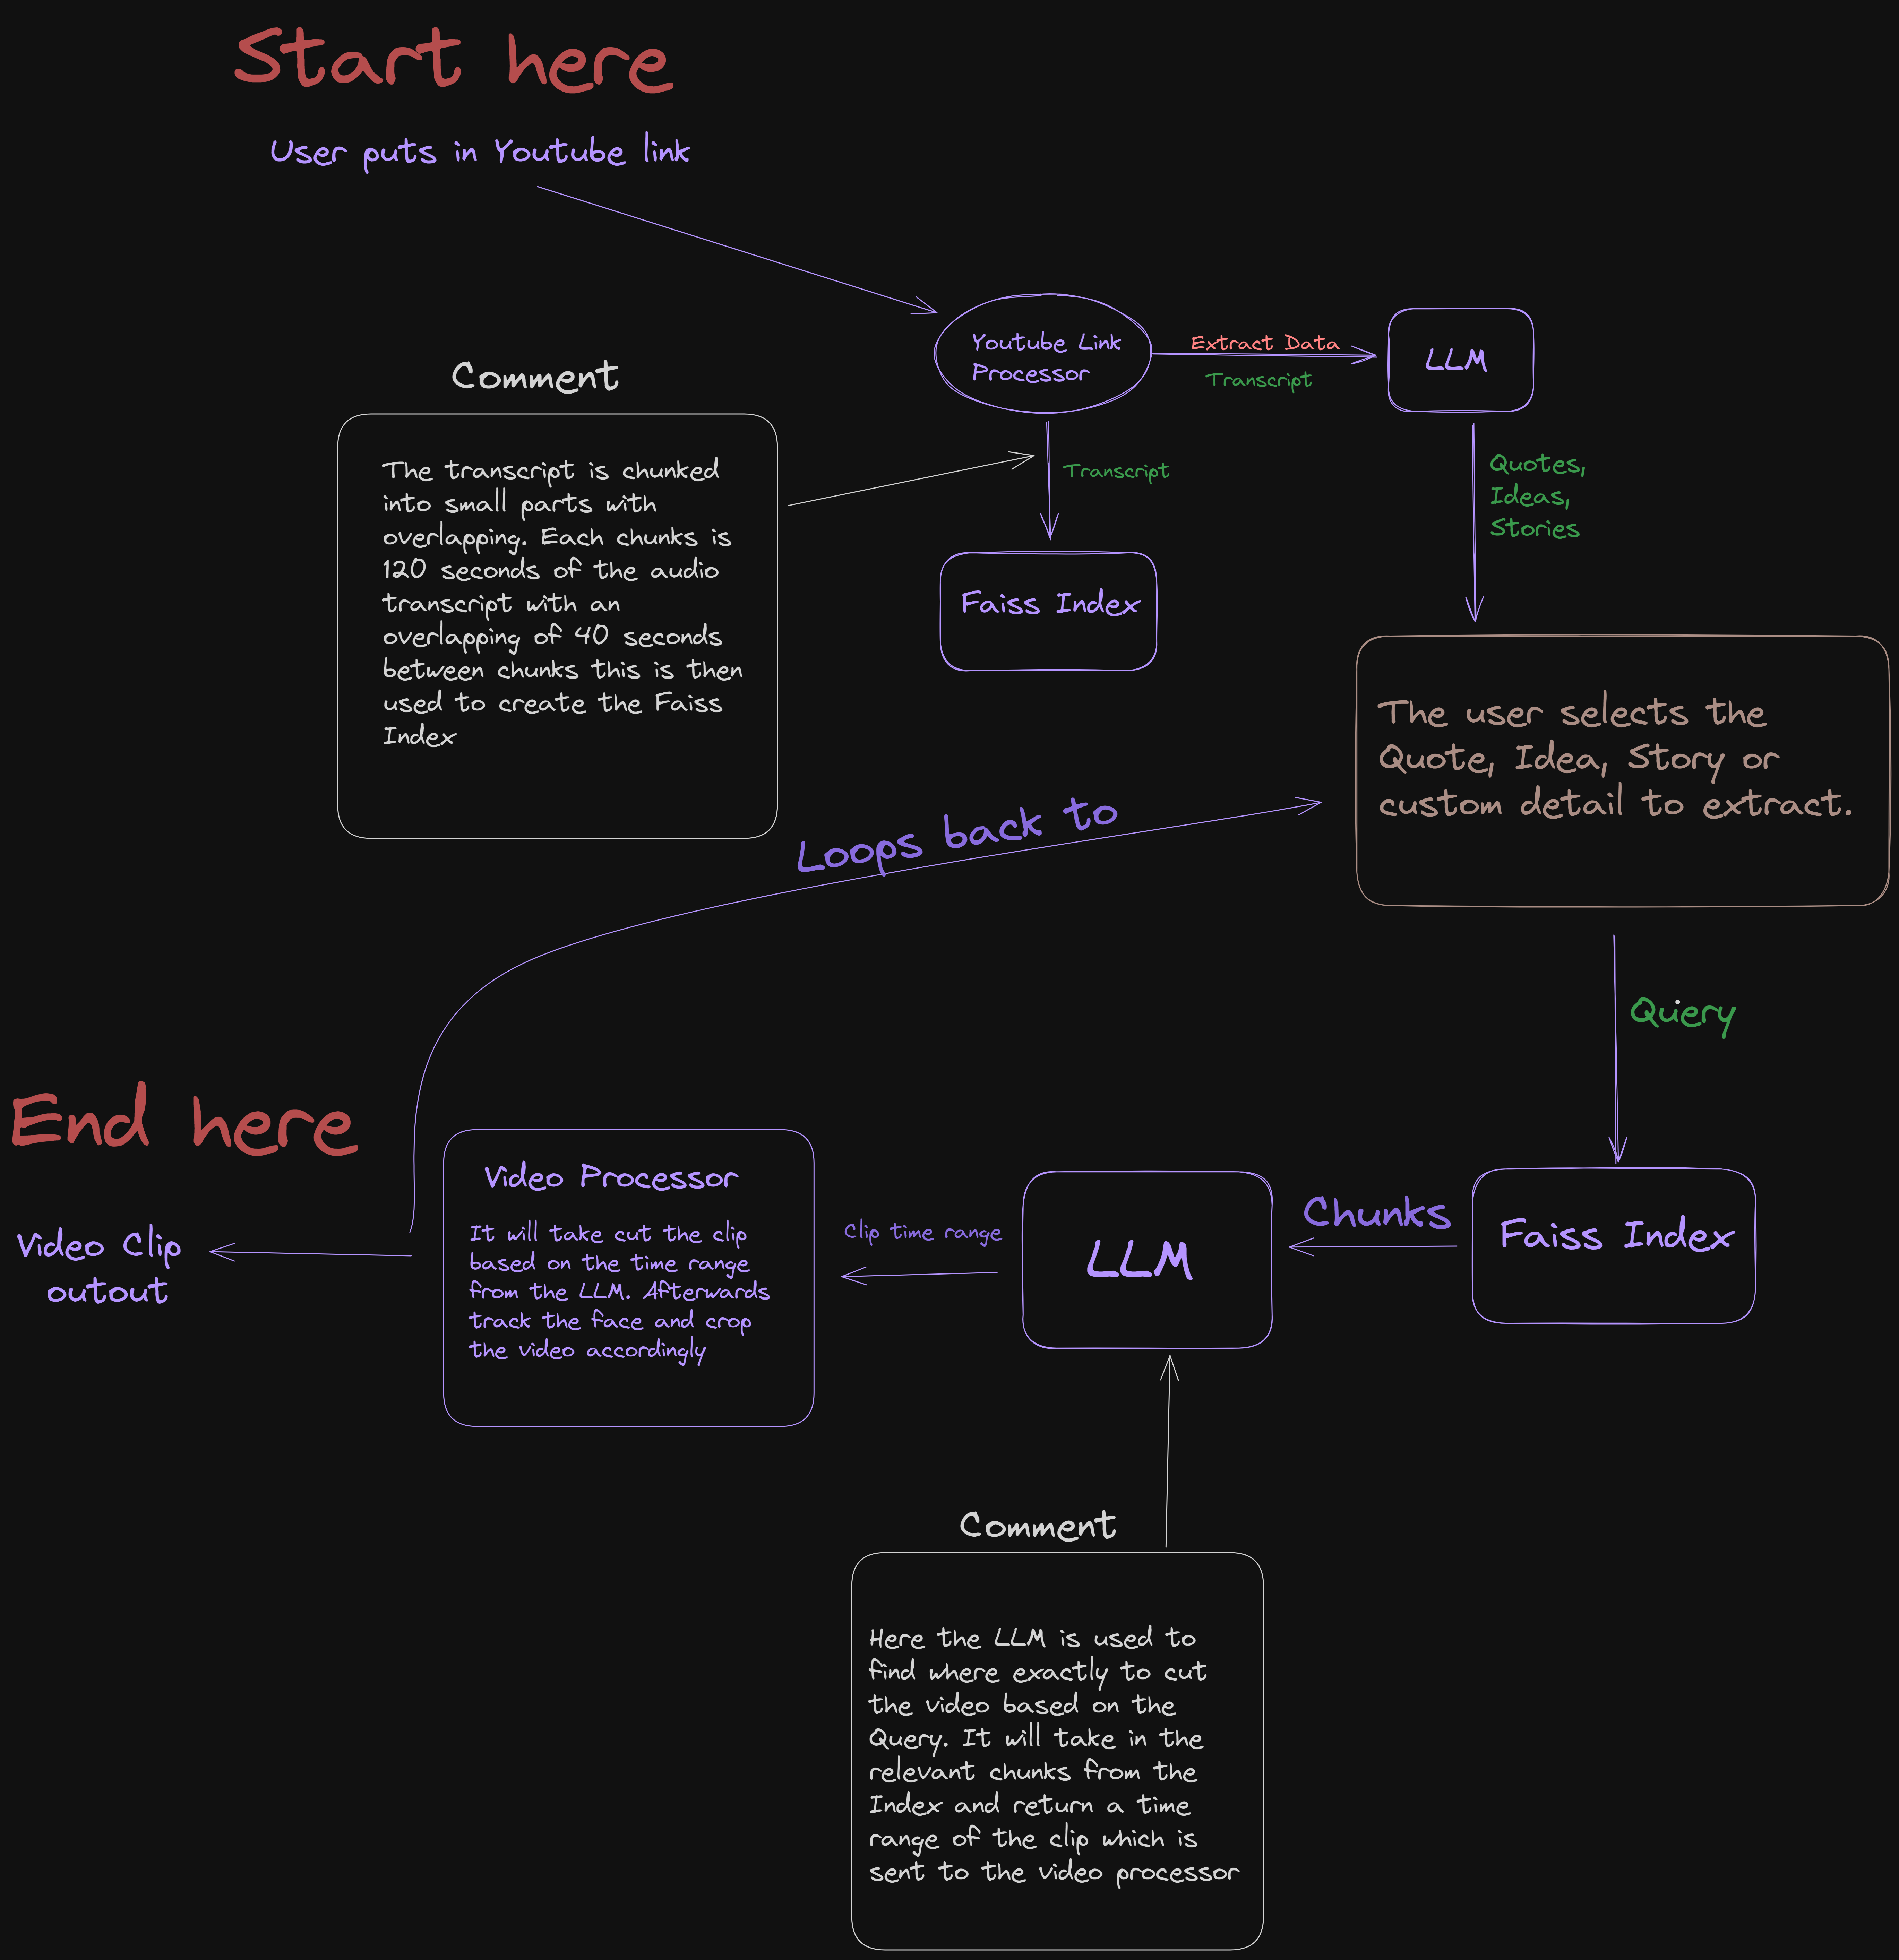 Start here
User puts in Youtube link
Youtube Link
Processor
Extract Data
Transcript
LLM
Comment
The transcript is chunked
into small parts with
overlapping. Each chunks is
120 seconds of the audio
transcript with an
overlapping of 40 seconds
between chunks this is then
used to create the Faiss
Index
Transcript
Faiss Index
Quotes,
Ideas,
Stories
The user selects the
Quote, Idea, Story or
custom detail to extract.
Loops back to
Query
End here
Video Clip
outout
Video Processor
It will take cut the clip
based on the time range
from the LLM. Afterwards
track the face and crop
the video accordingly
Clip time range
LLM
Chunks
Faiss Index
Comment
Here the LLM is used to
find where exactly to cut
the video based on the
Query. It will take in the
relevant chunks from the
Index and return a time
range of the clip which is
sent to the video processor